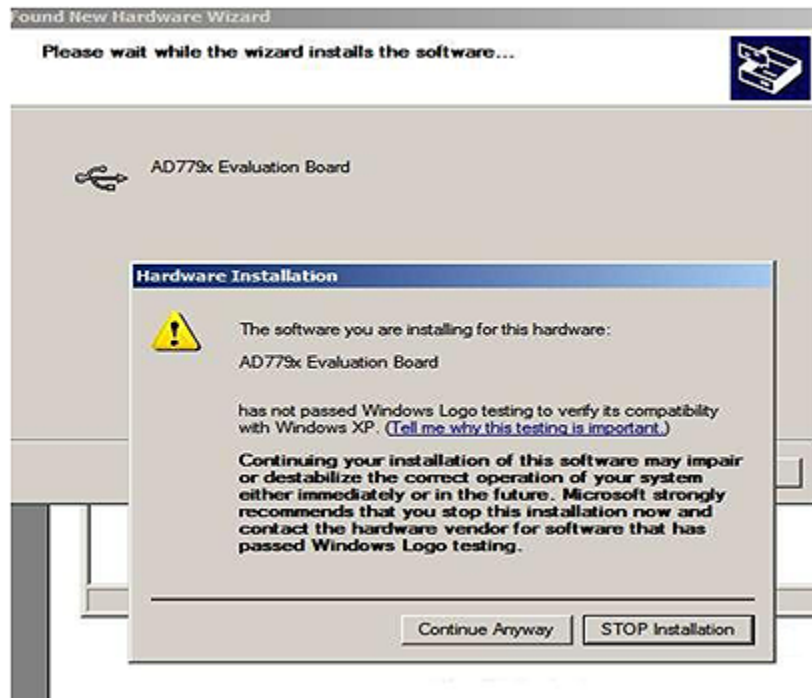 Found New Hardware Wizard
Please wait while the wizard installs the software...
AD779x Evaluation Board
Hardware Installation
The software you are installing for this hardware:
AD779x Evaluation Board
has not passed Windows Logo testing to verify its compatibility
with Windows XP. (Tell me why this testing is important.)
Continuing your installation of this software may impair
or destabilize the correct operation of your system
either immediately or in the future. Microsoft strongly
recommends that you stop this installation now and
contact the hardware vendor for software that has
passed Windows Logo testing.
Continue Anyway
STOP Installation